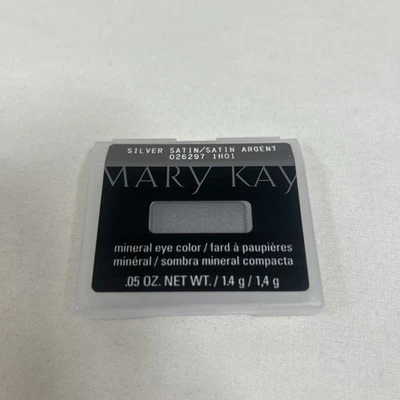 SILVER SATIN/SATIN ARGENT
026297 1H01
MARY KAY
mineral eye color / fard à paupières
minéral / sombra mineral compacta
.05 OZ. NET WT. / 1.4 g / 1,4 g